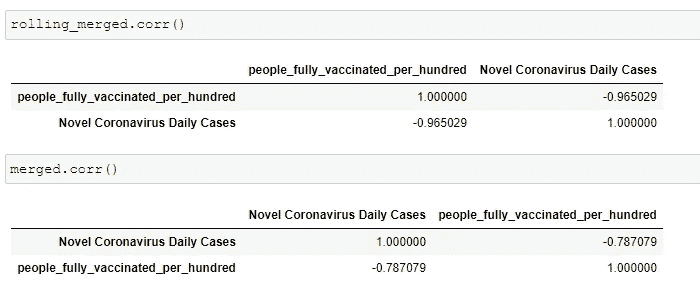 rolling_merged.corr()
people_fully_vaccinated_per_hundred Novel Coronavirus Daily Cases
people_fully_vaccinated_per_hundred 1.000000 -0.965029
Novel Coronavirus Daily Cases -0.965029 1.000000
merged.corr()
Novel Coronavirus Daily Cases people_fully_vaccinated_per_hundred
Novel Coronavirus Daily Cases 1.000000 -0.787079
people_fully_vaccinated_per_hundred -0.787079 1.000000